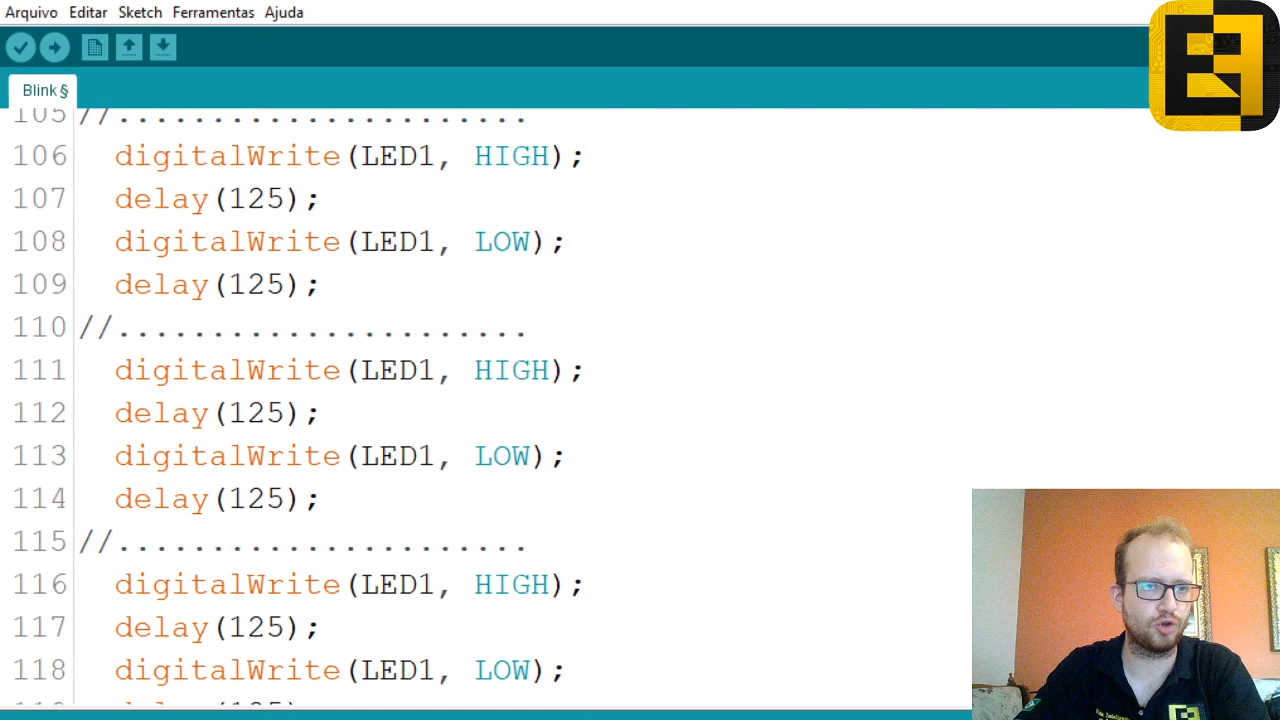 Arquivo Editar Sketch Ferramentas Ajuda
Blink §
105 //......................
106 digitalWrite(LED1, HIGH);
107 delay(125);
108 digitalWrite(LED1, LOW);
109 delay(125);
110 //......................
111 digitalWrite(LED1, HIGH);
112 delay(125);
113 digitalWrite(LED1, LOW);
114 delay(125);
115 //......................
116 digitalWrite(LED1, HIGH);
117 delay(125);
118 digitalWrite(LED1, LOW);